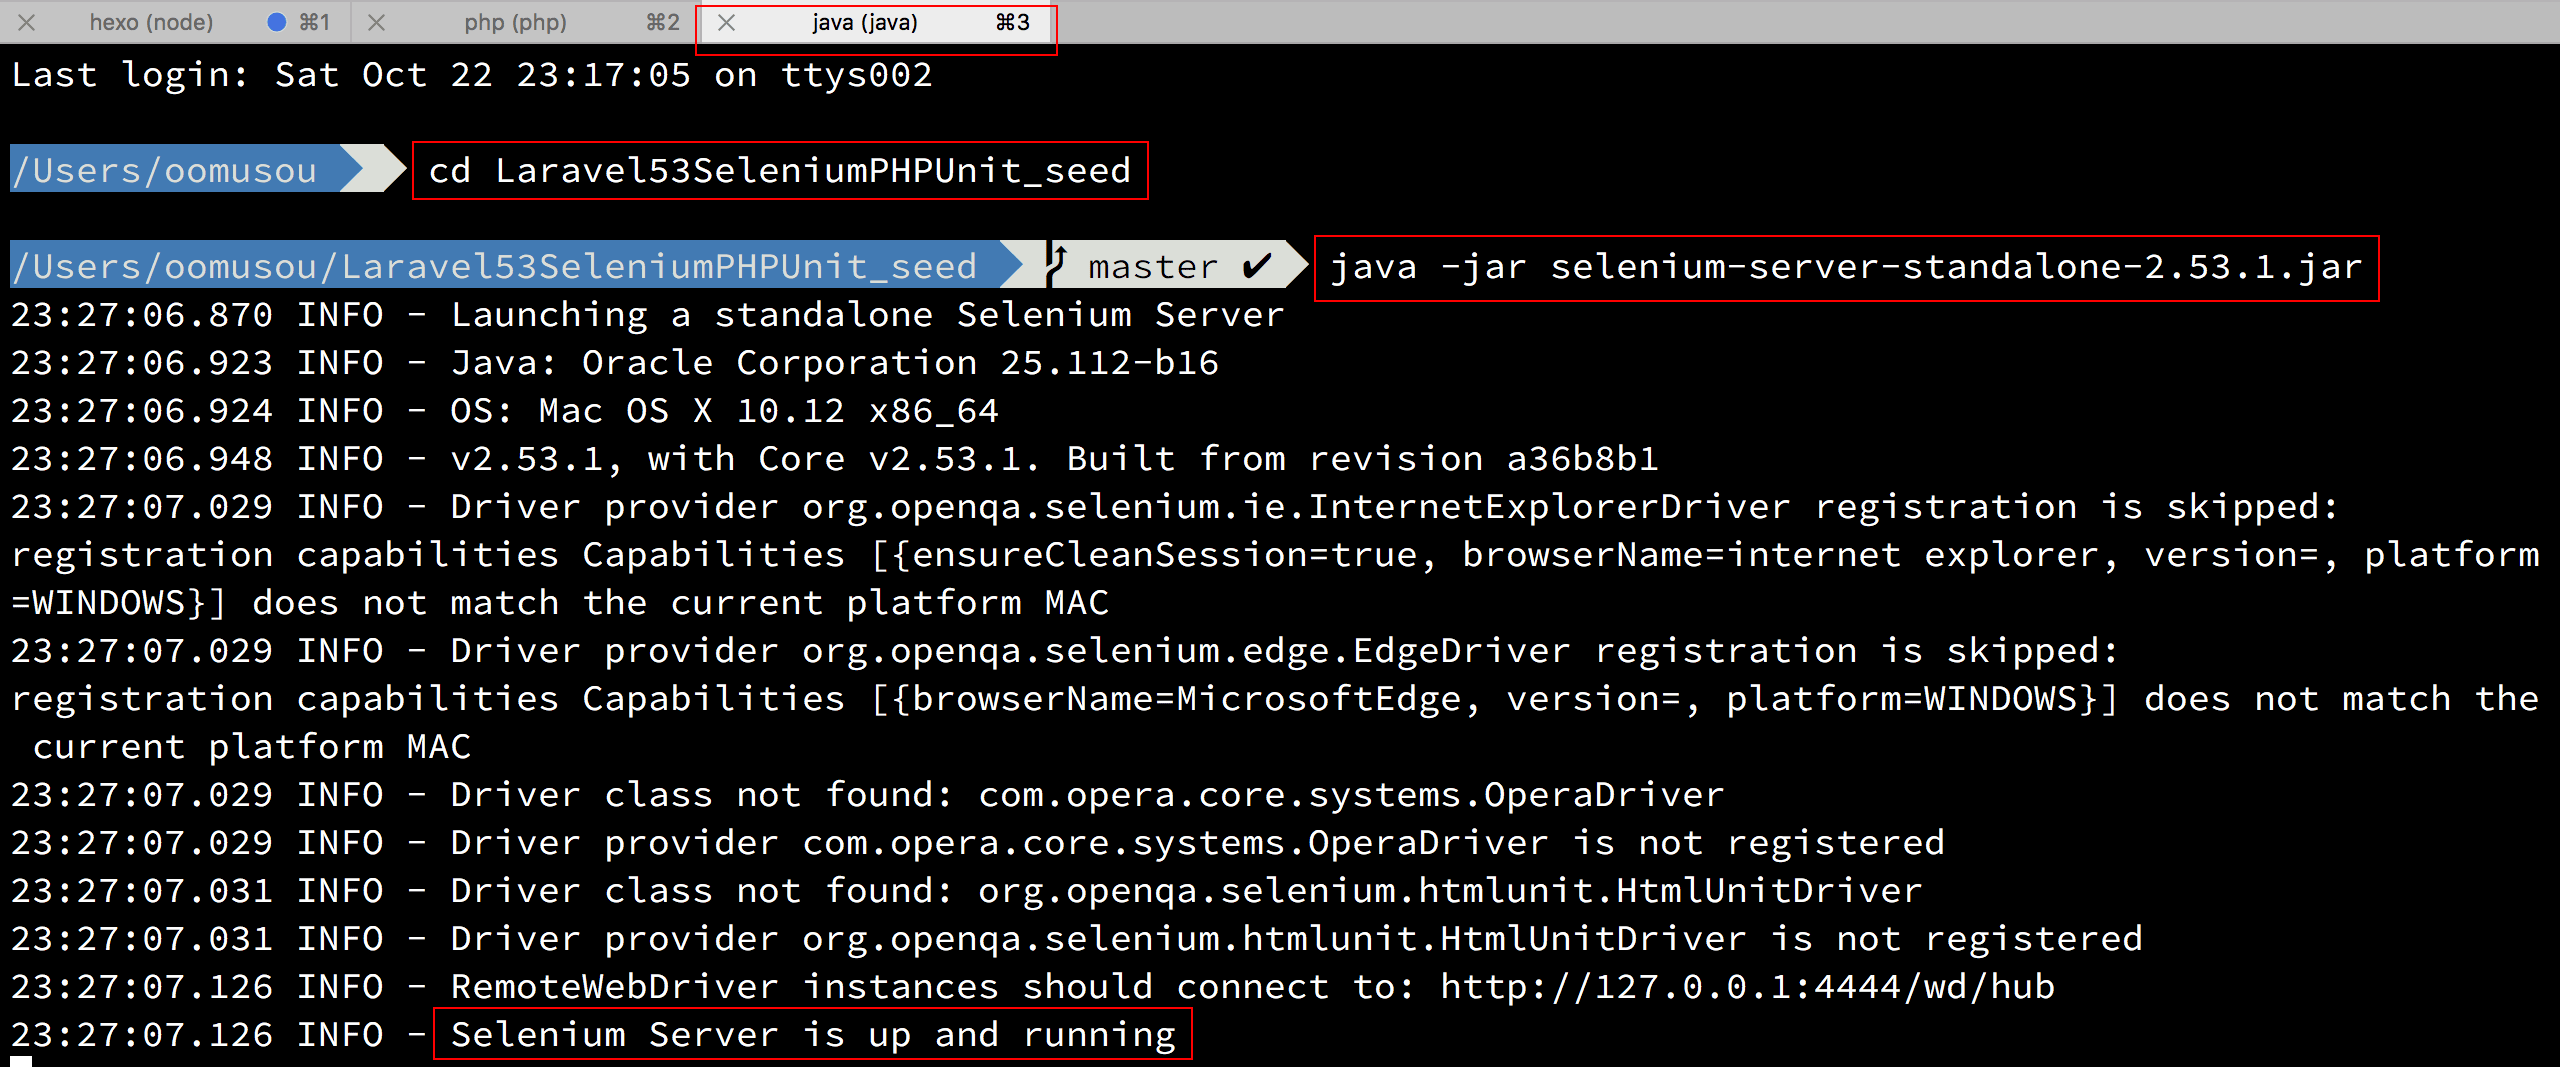 hexo (node) ⌘1 php (php) ⌘2 java (java) ⌘3
Last login: Sat Oct 22 23:17:05 on ttys002
/Users/oomusou cd Laravel53SeleniumPHPUnit_seed
/Users/oomusou/Laravel53SeleniumPHPUnit_seed master ✔ java -jar selenium-server-standalone-2.53.1.jar
23:27:06.870 INFO - Launching a standalone Selenium Server
23:27:06.923 INFO - Java: Oracle Corporation 25.112-b16
23:27:06.924 INFO - OS: Mac OS X 10.12 x86_64
23:27:06.948 INFO - v2.53.1, with Core v2.53.1. Built from revision a36b8b1
23:27:07.029 INFO - Driver provider org.openqa.selenium.ie.InternetExplorerDriver registration is skipped:
registration capabilities Capabilities [{ensureCleanSession=true, browserName=internet explorer, version=, platform
=WINDOWS}] does not match the current platform MAC
23:27:07.029 INFO - Driver provider org.openqa.selenium.edge.EdgeDriver registration is skipped:
registration capabilities Capabilities [{browserName=MicrosoftEdge, version=, platform=WINDOWS}] does not match the
current platform MAC
23:27:07.029 INFO - Driver class not found: com.opera.core.systems.OperaDriver
23:27:07.029 INFO - Driver provider com.opera.core.systems.OperaDriver is not registered
23:27:07.031 INFO - Driver class not found: org.openqa.selenium.htmlunit.HtmlUnitDriver
23:27:07.031 INFO - Driver provider org.openqa.selenium.htmlunit.HtmlUnitDriver is not registered
23:27:07.126 INFO - RemoteWebDriver instances should connect to: http://127.0.0.1:4444/wd/hub
23:27:07.126 INFO - Selenium Server is up and running